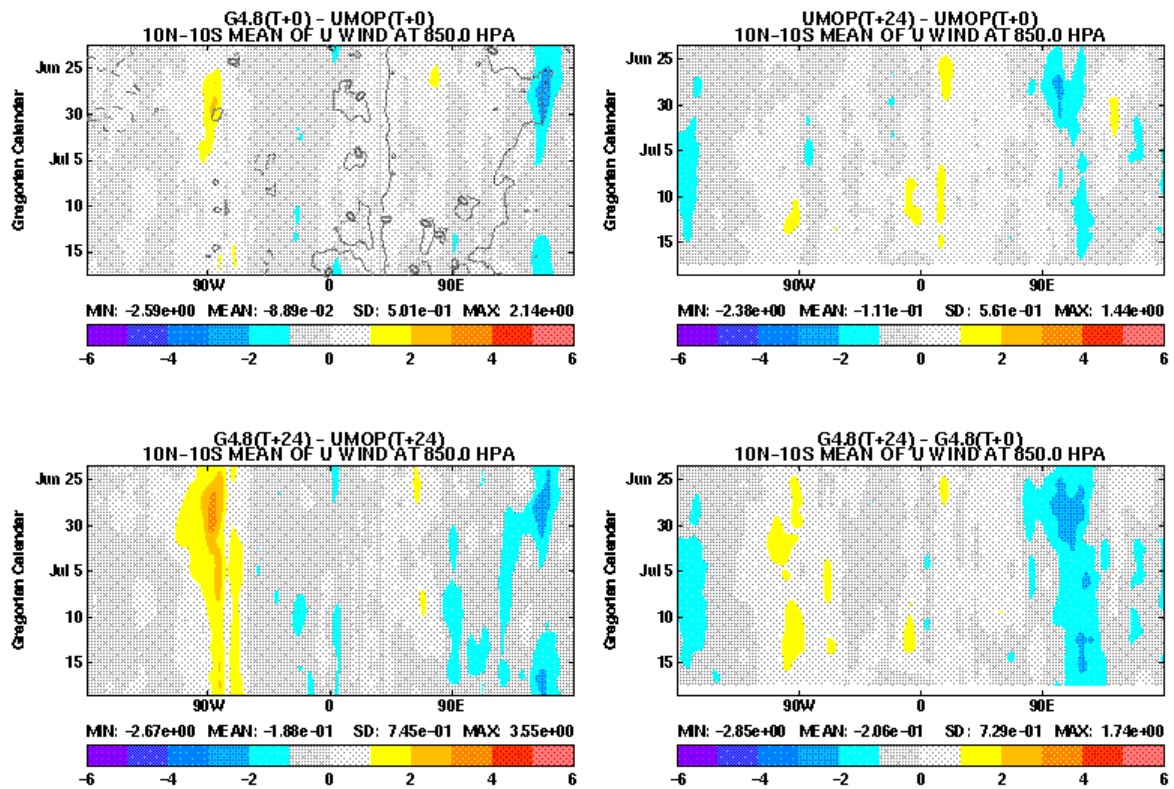 G4.8(T+0) - UMOP(T+0)
10N-10S MEAN OF U WIND AT 850.0 HPA
Gregorian Calendar
Jun 25
30
Jul 5
10
15
90W 0 90E
MIN: -2.59e+00 MEAN: -8.89e-02 SD: 5.01e-01 MAX: 2.14e+00
-6 -4 -2 0 2 4 6
UMOP(T+24) - UMOP(T+0)
10N-10S MEAN OF U WIND AT 850.0 HPA
Gregorian Calendar
Jun 25
30
Jul 5
10
15
90W 0 90E
MIN: -2.38e+00 MEAN: -1.11e-01 SD: 5.61e-01 MAX: 1.44e+00
-6 -4 -2 0 2 4 6
G4.8(T+24) - UMOP(T+24)
10N-10S MEAN OF U WIND AT 850.0 HPA
Gregorian Calendar
Jun 25
30
Jul 5
10
15
90W 0 90E
MIN: -2.67e+00 MEAN: -1.88e-01 SD: 7.45e-01 MAX: 3.55e+00
-6 -4 -2 0 2 4 6
G4.8(T+24) - G4.8(T+0)
10N-10S MEAN OF U WIND AT 850.0 HPA
Gregorian Calendar
Jun 25
30
Jul 5
10
15
90W 0 90E
MIN: -2.85e+00 MEAN: -2.06e-01 SD: 7.29e-01 MAX: 1.74e+00
-6 -4 -2 0 2 4 6